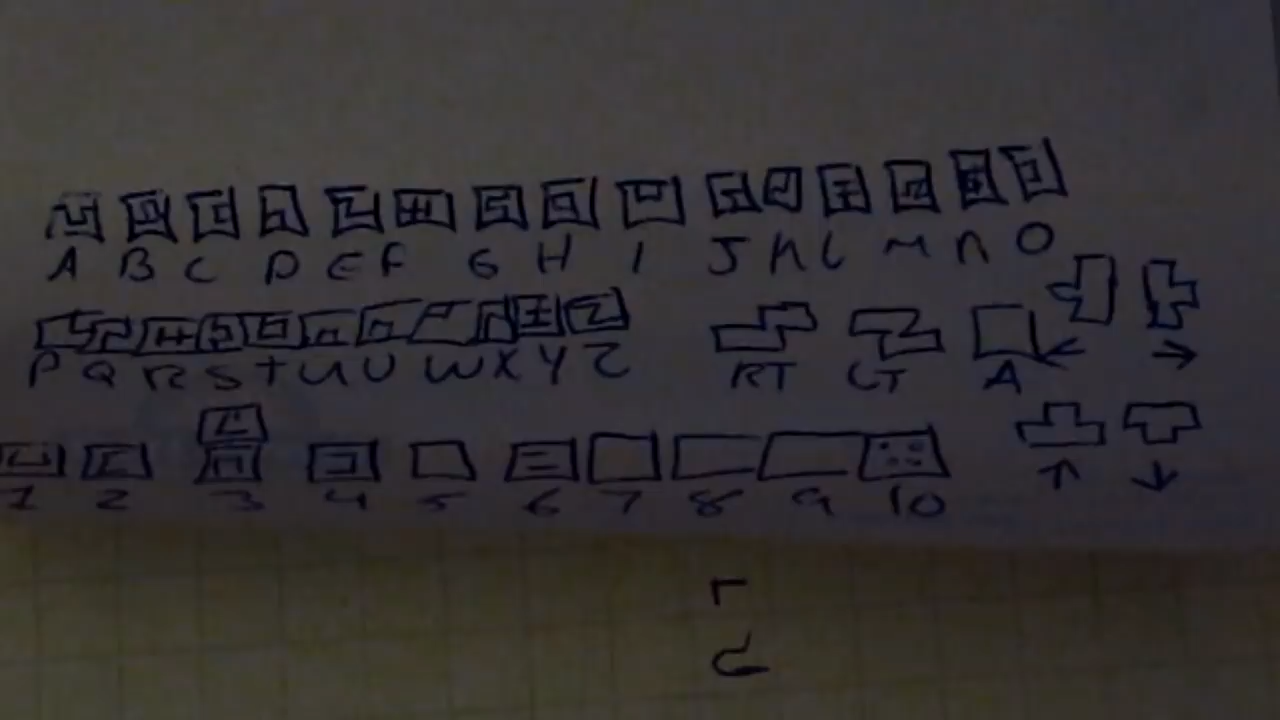 A B C D E F G H I J K L M N O
P Q R S T U V W X Y Z RT LT A ← →
1 2 3 4 5 6 7 8 9 10 ↑ ↓